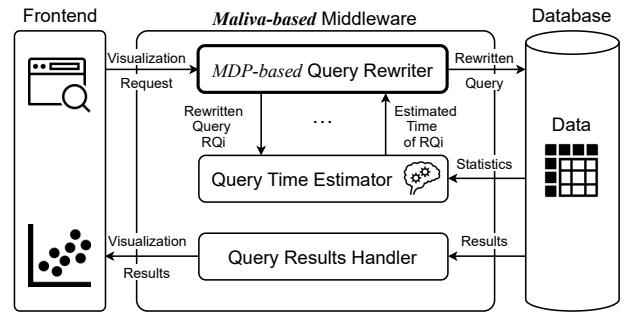 Frontend
Maliva-based Middleware
Database
Visualization
Request
MDP-based Query Rewriter
Rewritten
Query
Rewritten
Query
RQi
...
Estimated
Time
of RQi
Data
Query Time Estimator
Statistics
Visualization
Results
Query Results Handler
Results